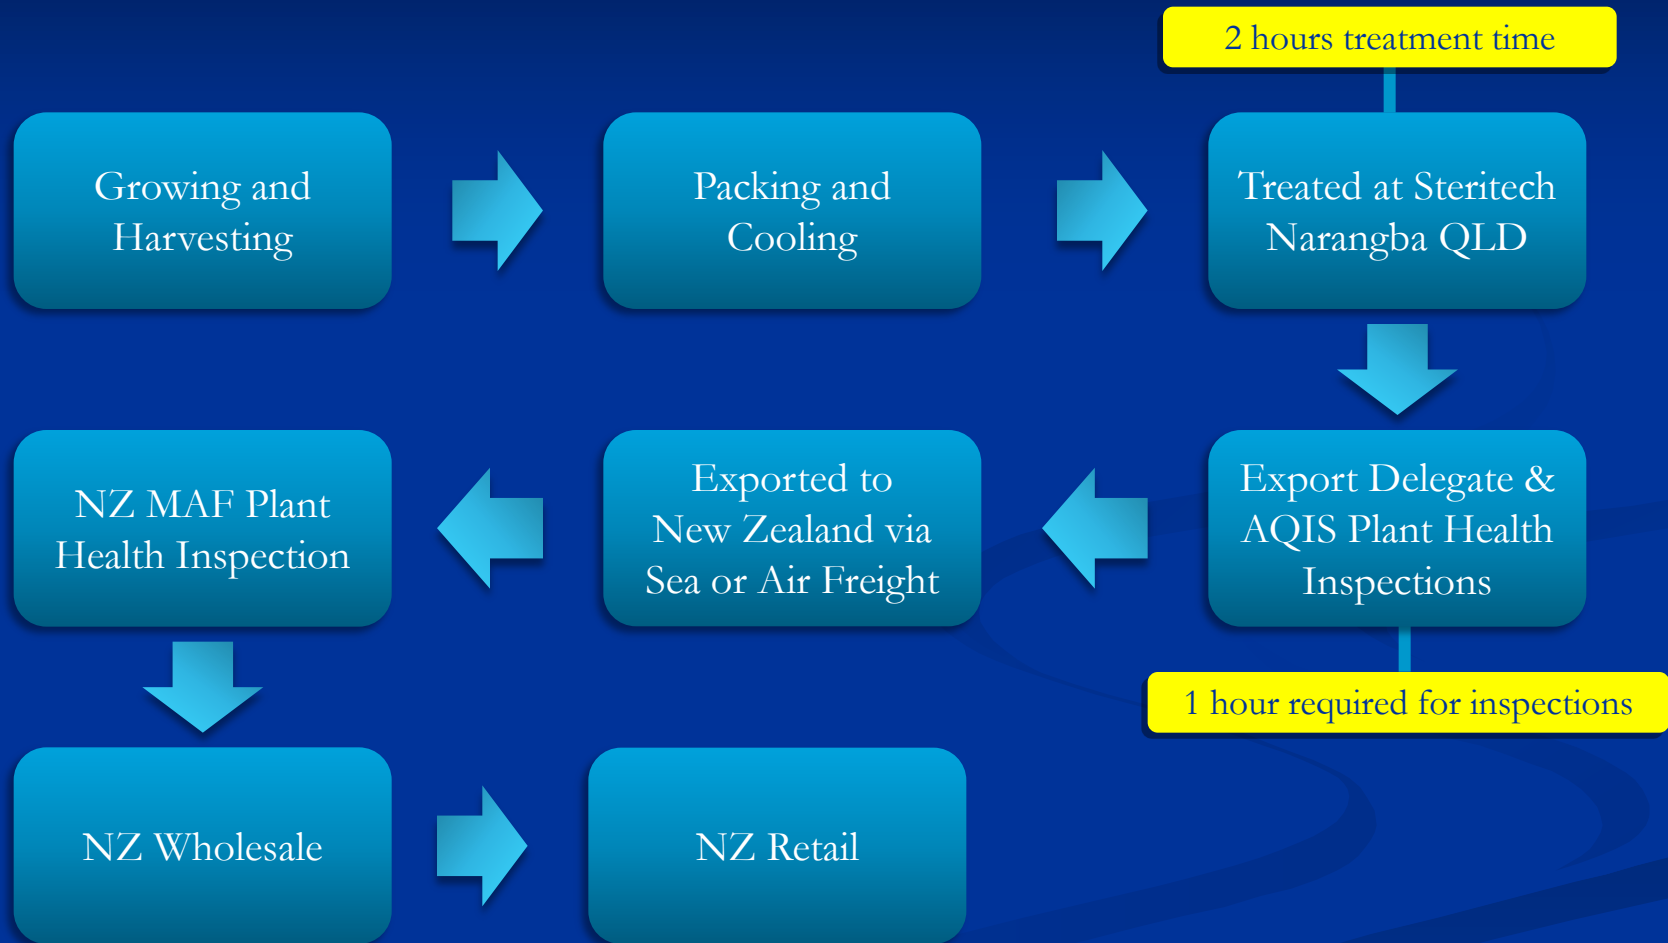 2 hours treatment time
Growing and
Harvesting
Packing and
Cooling
Treated at Steritech
Narangba QLD
Export Delegate &
AQIS Plant Health
Inspections
1 hour required for inspections
Exported to
New Zealand via
Sea or Air Freight
NZ MAF Plant
Health Inspection
NZ Wholesale
NZ Retail